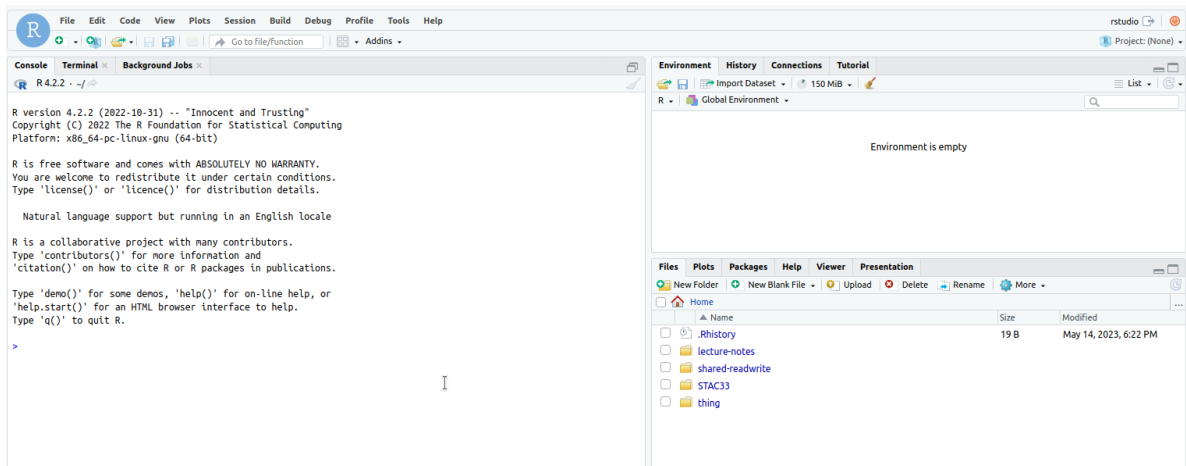 R
File Edit Code View Plots Session Build Debug Profile Tools Help
rstudio
Go to file/function
Addins
Project: (None)
Console Terminal Background Jobs
R R 4.2.2 · ~/
R version 4.2.2 (2022-10-31) -- "Innocent and Trusting"
Copyright (C) 2022 The R Foundation for Statistical Computing
Platform: x86_64-pc-linux-gnu (64-bit)
R is free software and comes with ABSOLUTELY NO WARRANTY.
You are welcome to redistribute it under certain conditions.
Type 'license()' or 'licence()' for distribution details.
Natural language support but running in an English locale
R is a collaborative project with many contributors.
Type 'contributors()' for more information and
'citation()' on how to cite R or R packages in publications.
Type 'demo()' for some demos, 'help()' for on-line help, or
'help.start()' for an HTML browser interface to help.
Type 'q()' to quit R.
>
Environment History Connections Tutorial
Import Dataset 150 MiB List
R Global Environment
Environment is empty
Files Plots Packages Help Viewer Presentation
New Folder New Blank File Upload Delete Rename More
Home ...
Name Size Modified
.Rhistory 19 B May 14, 2023, 6:22 PM
lecture-notes
shared-readwrite
STAC33
thing